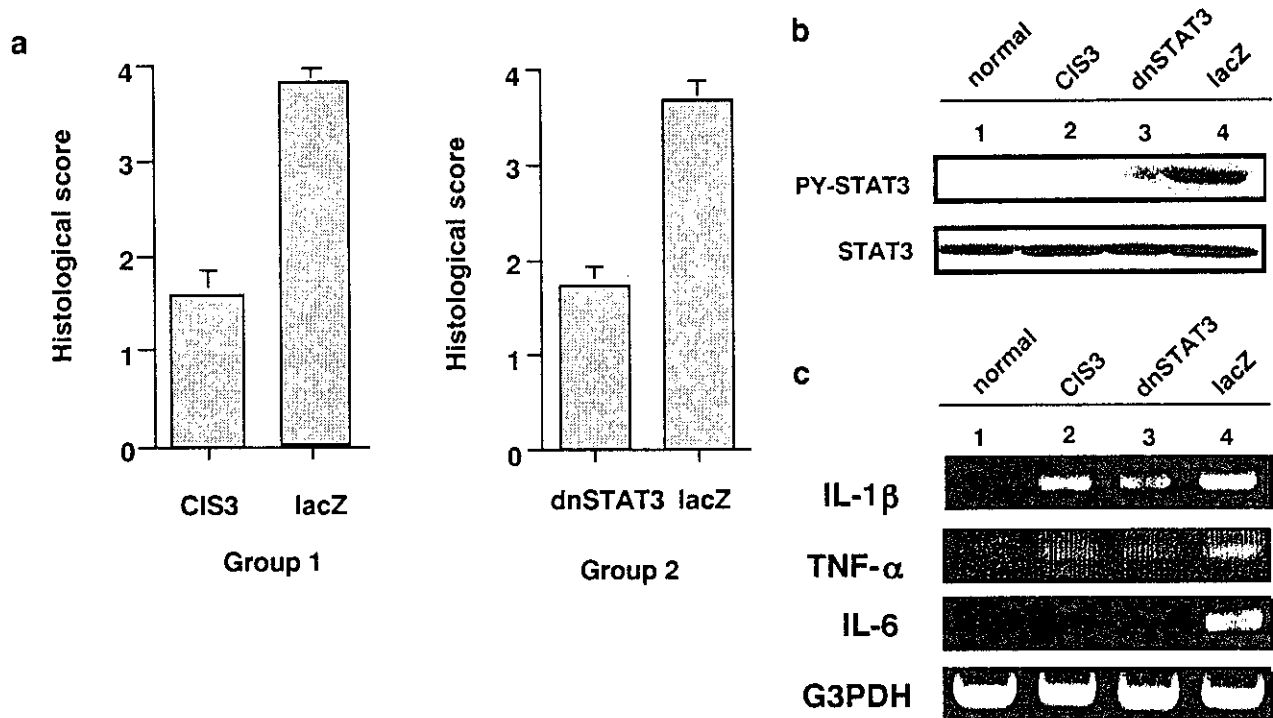 a
Histological score
4
3
2
1
0
CIS3 lacZ
Group 1
Histological score
4
3
2
1
0
dnSTAT3 lacZ
Group 2
b
normal CIS3 dnSTAT3 lacZ
1 2 3 4
PY-STAT3
STAT3
c
normal CIS3 dnSTAT3 lacZ
1 2 3 4
IL-1β
TNF-α
IL-6
G3PDH